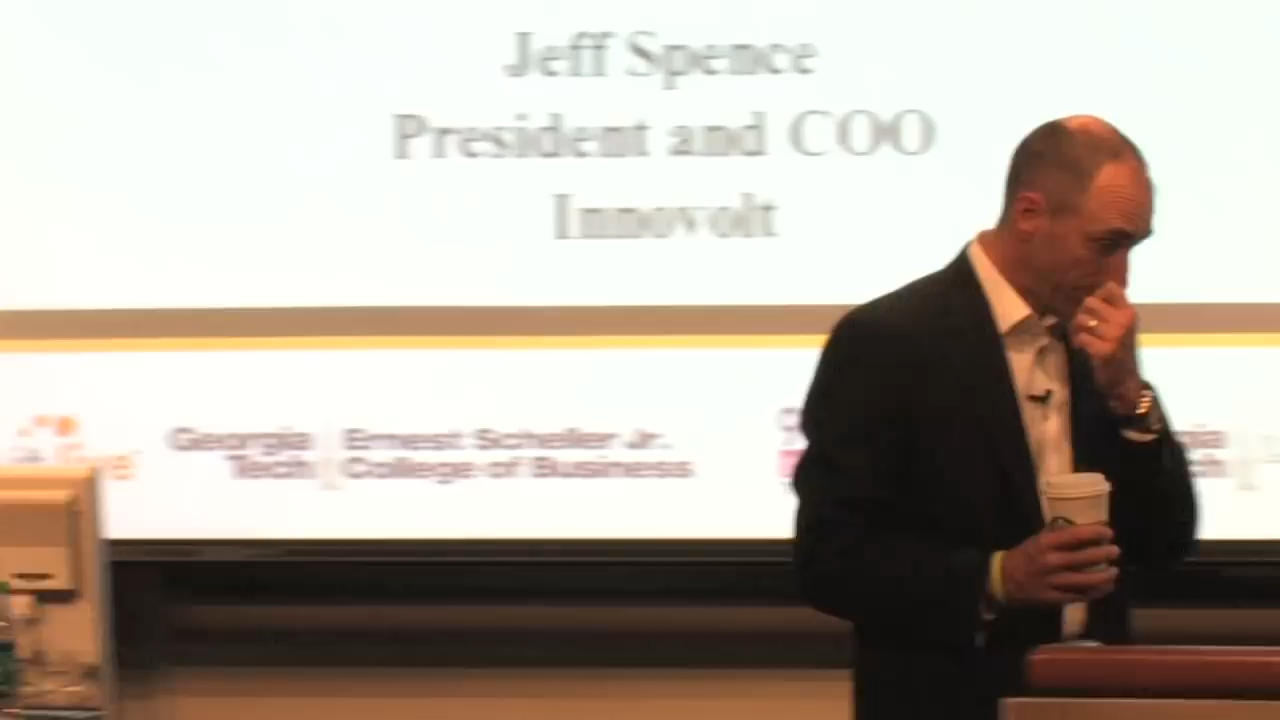 Jeff Spence
President and COO
Innovolt
Georgia Tech
Ernest Scheller Jr.
College of Business